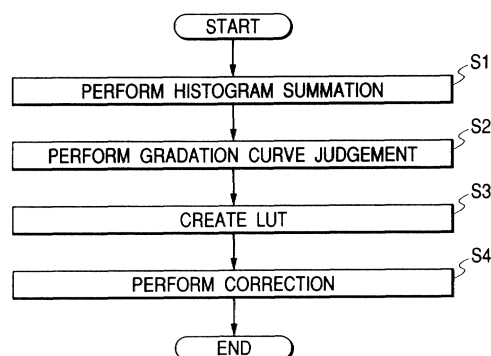 START
S1
PERFORM HISTOGRAM SUMMATION
S2
PERFORM GRADATION CURVE JUDGEMENT
S3
CREATE LUT
S4
PERFORM CORRECTION
END